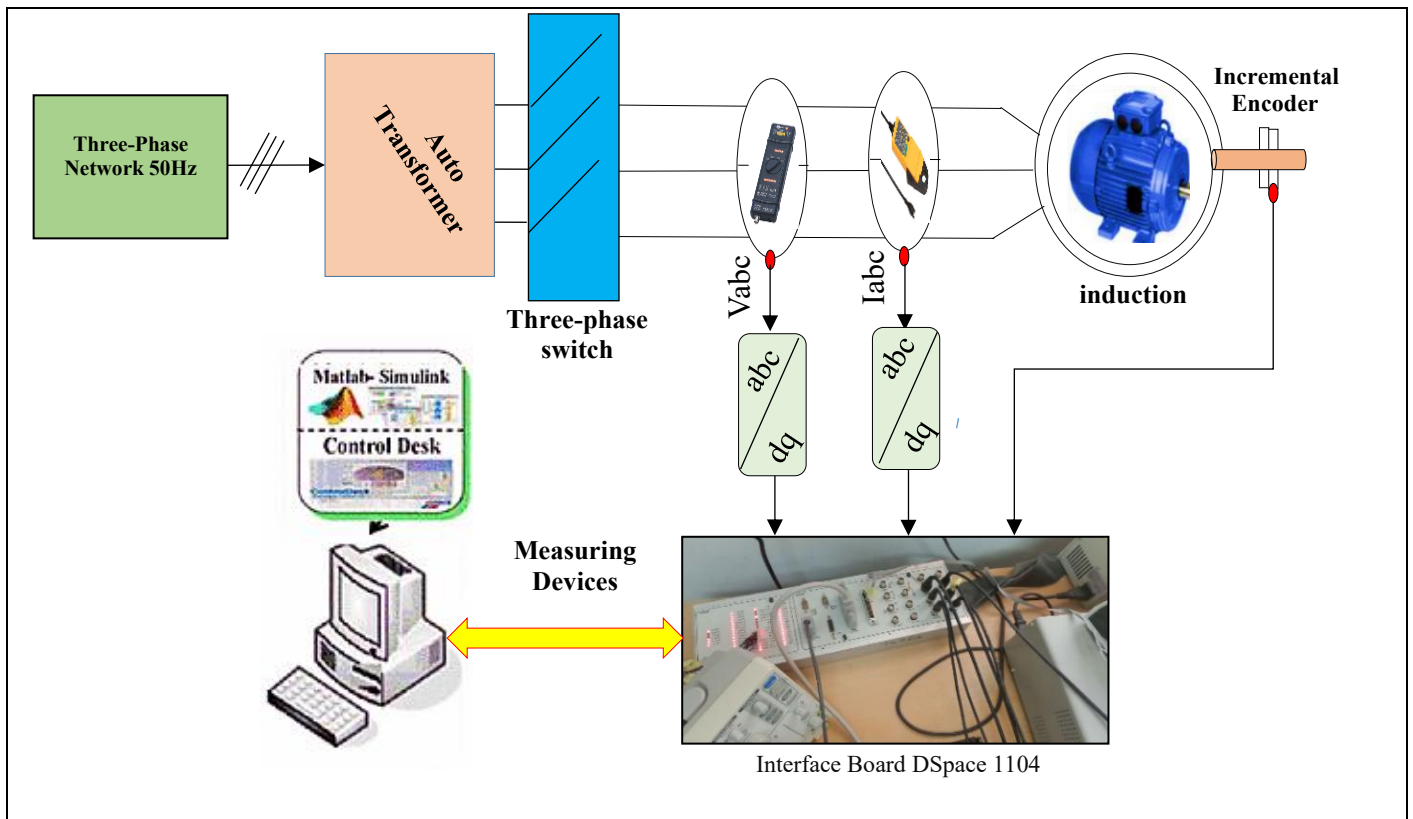 Three-Phase
Network 50Hz
Auto
Transformer
Three-phase
switch
Vabc
Iabc
induction
Incremental
Encoder
abc
dq
abc
dq
Matlab- Simulink
Control Desk
Measuring
Devices
Interface Board DSpace 1104